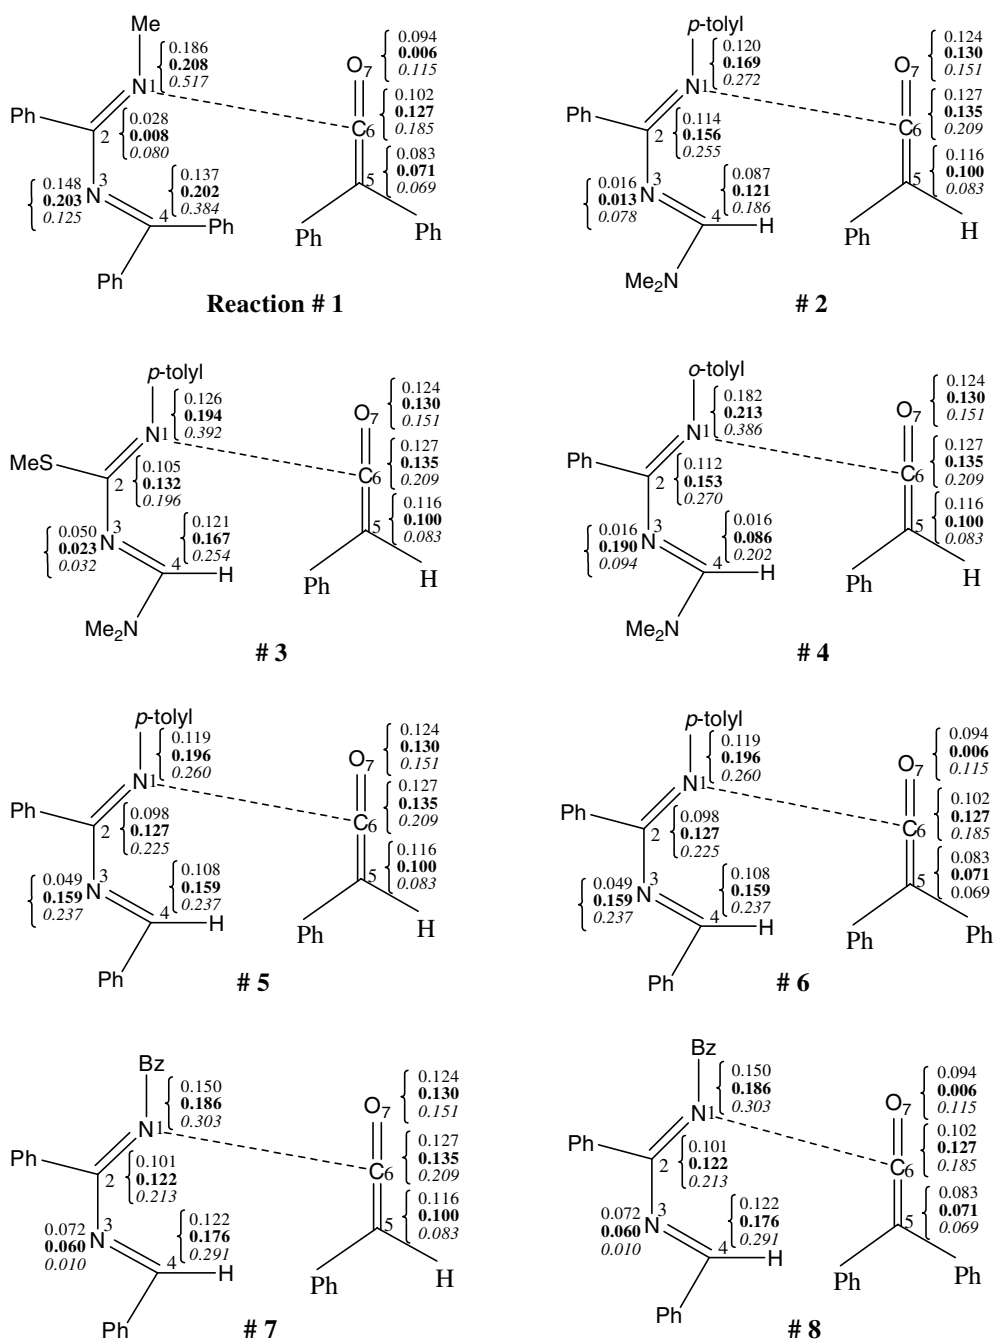 Me
0.186
0.208
0.517
N1
Ph
2
0.028
0.008
0.080
0.148
0.203
0.125
N
3
0.137
0.202
0.384
4
Ph
Ph
0.094
0.006
0.115
O7
0.102
0.127
0.185
C6
0.083
0.071
0.069
5
Ph
Ph
Reaction # 1
p-tolyl
0.120
0.169
0.272
N1
Ph
2
0.114
0.156
0.255
0.016
0.013
0.078
N
3
0.087
0.121
0.186
4
H
Me2N
0.124
0.130
0.151
O7
0.127
0.135
0.209
C6
0.116
0.100
0.083
5
Ph
H
# 2
p-tolyl
0.126
0.194
0.392
N1
MeS
2
0.105
0.132
0.196
0.050
0.023
0.032
N
3
0.121
0.167
0.254
4
H
Me2N
0.124
0.130
0.151
O7
0.127
0.135
0.209
C6
0.116
0.100
0.083
5
Ph
H
# 3
o-tolyl
0.182
0.213
0.386
N1
Ph
2
0.112
0.153
0.270
0.016
0.190
0.094
N
3
0.016
0.086
0.202
4
H
Me2N
0.124
0.130
0.151
O7
0.127
0.135
0.209
C6
0.116
0.100
0.083
5
Ph
H
# 4
p-tolyl
0.119
0.196
0.260
N1
Ph
2
0.098
0.127
0.225
0.049
0.159
0.237
N
3
0.108
0.159
0.237
4
H
Ph
0.124
0.130
0.151
O7
0.127
0.135
0.209
C6
0.116
0.100
0.083
5
Ph
H
# 5
p-tolyl
0.119
0.196
0.260
N1
Ph
2
0.098
0.127
0.225
0.049
0.159
0.237
N
3
0.108
0.159
0.237
4
H
Ph
0.094
0.006
0.115
O7
0.102
0.127
0.185
C6
0.083
0.071
0.069
5
Ph
Ph
# 6
Bz
0.150
0.186
0.303
N1
Ph
2
0.101
0.122
0.213
0.072
0.060
0.010
N
3
0.122
0.176
0.291
4
H
Ph
0.124
0.130
0.151
O7
0.127
0.135
0.209
C6
0.116
0.100
0.083
5
Ph
H
# 7
Bz
0.150
0.186
0.303
N1
Ph
2
0.101
0.122
0.213
0.072
0.060
0.010
N
3
0.122
0.176
0.291
4
H
Ph
0.094
0.006
0.115
O7
0.102
0.127
0.185
C6
0.083
0.071
0.069
5
Ph
Ph
# 8